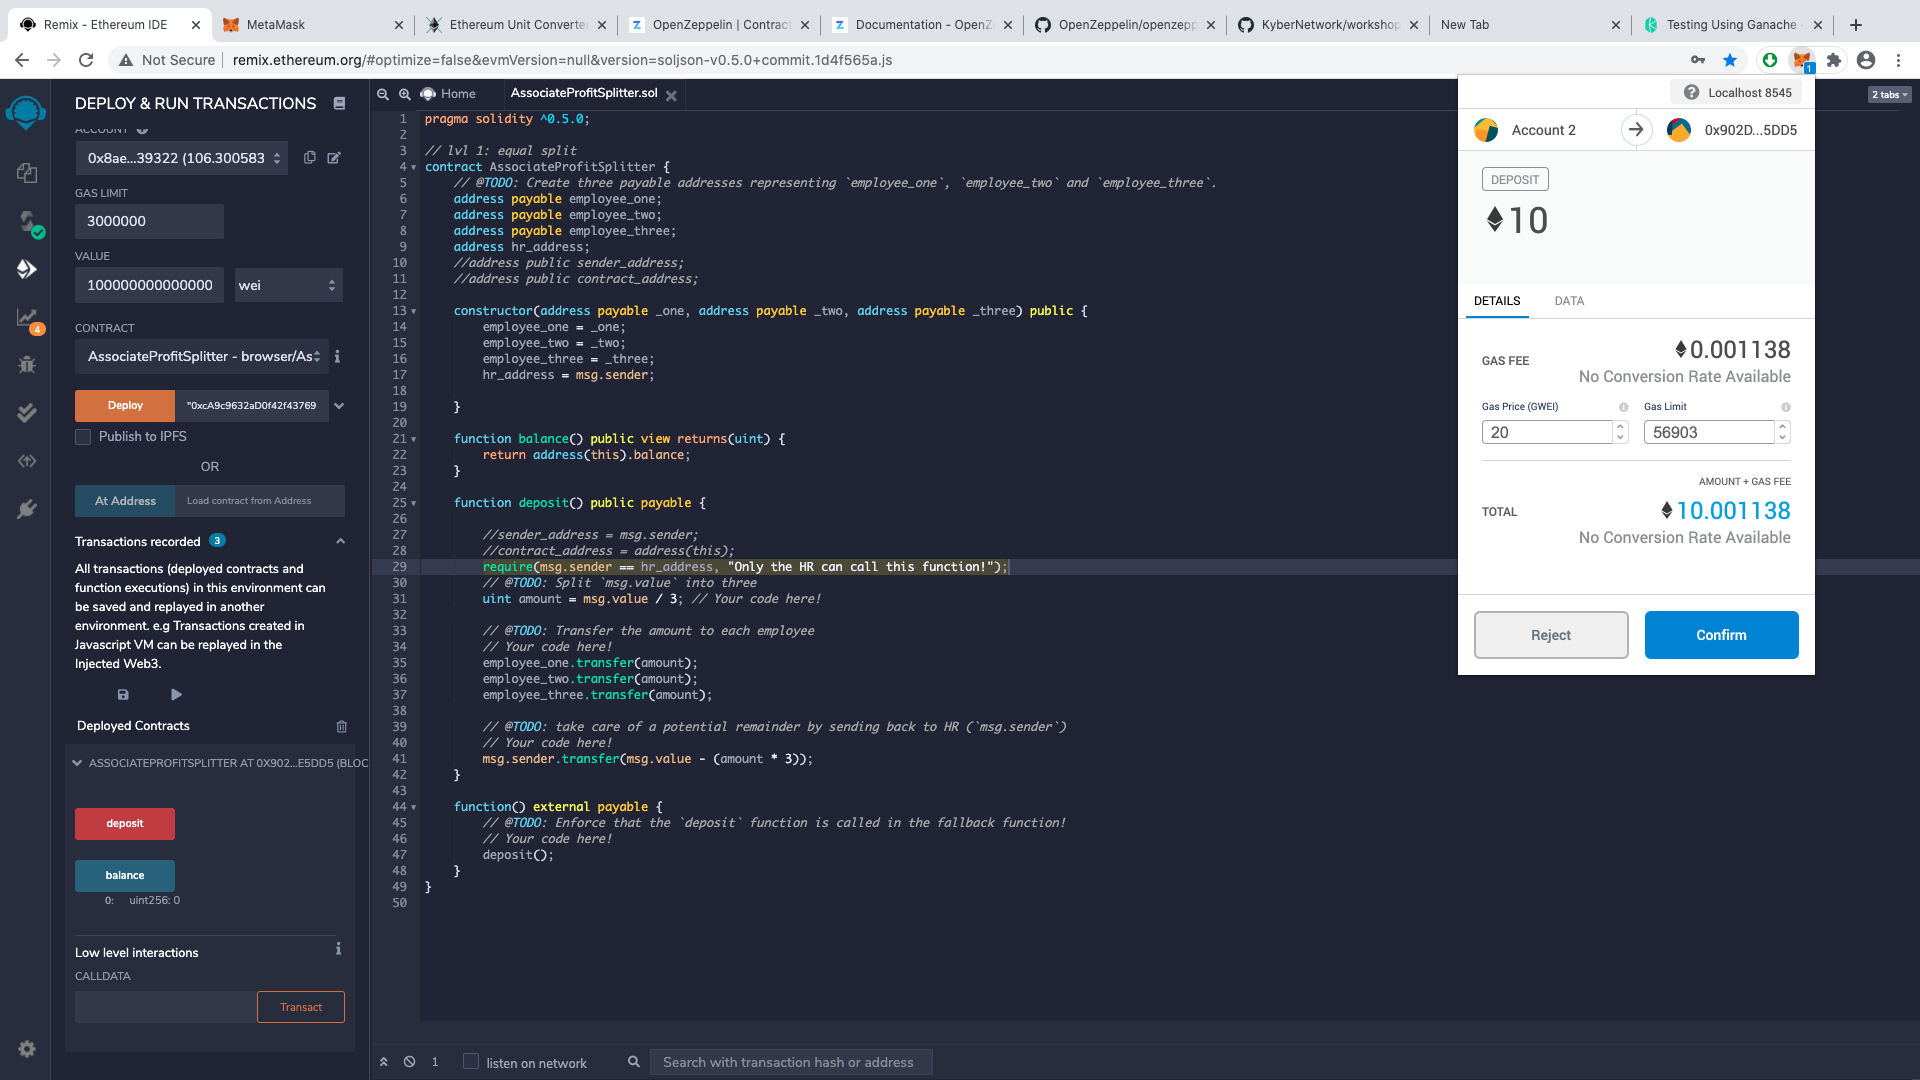 Remix - Ethereum IDE
MetaMask
Ethereum Unit Converte
OpenZeppelin | Contract
Documentation - OpenZ
OpenZeppelin/openzepp
KyberNetwork/workshop
New Tab
Testing Using Ganache
Not Secure | remix.ethereum.org/#optimize=false&evmVersion=null&version=soljson-v0.5.0+commit.1d4f565a.js
1
DEPLOY & RUN TRANSACTIONS
ACCOUNT
0x8ae...39322 (106.300583
GAS LIMIT
3000000
VALUE
100000000000000
wei
4
CONTRACT
AssociateProfitSplitter - browser/As
Deploy
"0xcA9c9632aD0f42f43769
Publish to IPFS
OR
At Address
Load contract from Address
Transactions recorded 3
All transactions (deployed contracts and
function executions) in this environment can
be saved and replayed in another
environment. e.g Transactions created in
Javascript VM can be replayed in the
Injected Web3.
Deployed Contracts
ASSOCIATEPROFITSPLITTER AT 0X902...E5DD5 (BLOC
deposit
balance
0: uint256: 0
Low level interactions
CALLDATA
Transact
Home
AssociateProfitSplitter.sol
2 tabs
1 pragma solidity ^0.5.0;
2
3 // lvl 1: equal split
4 contract AssociateProfitSplitter {
5 // @TODO: Create three payable addresses representing `employee_one`, `employee_two` and `employee_three`.
6 address payable employee_one;
7 address payable employee_two;
8 address payable employee_three;
9 address hr_address;
10 //address public sender_address;
11 //address public contract_address;
12
13 constructor(address payable _one, address payable _two, address payable _three) public {
14 employee_one = _one;
15 employee_two = _two;
16 employee_three = _three;
17 hr_address = msg.sender;
18
19 }
20
21 function balance() public view returns(uint) {
22 return address(this).balance;
23 }
24
25 function deposit() public payable {
26
27 //sender_address = msg.sender;
28 //contract_address = address(this);
29 require(msg.sender == hr_address, "Only the HR can call this function!");
30 // @TODO: Split `msg.value` into three
31 uint amount = msg.value / 3; // Your code here!
32
33 // @TODO: Transfer the amount to each employee
34 // Your code here!
35 employee_one.transfer(amount);
36 employee_two.transfer(amount);
37 employee_three.transfer(amount);
38
39 // @TODO: take care of a potential remainder by sending back to HR (`msg.sender`)
40 // Your code here!
41 msg.sender.transfer(msg.value - (amount * 3));
42 }
43
44 function() external payable {
45 // @TODO: Enforce that the `deposit` function is called in the fallback function!
46 // Your code here!
47 deposit();
48 }
49 }
50
1
listen on network
Search with transaction hash or address
Localhost 8545
Account 2
0x902D...5DD5
DEPOSIT
10
DETAILS
DATA
GAS FEE
0.001138
No Conversion Rate Available
Gas Price (GWEI)
Gas Limit
20
56903
AMOUNT + GAS FEE
TOTAL
10.001138
No Conversion Rate Available
Reject
Confirm